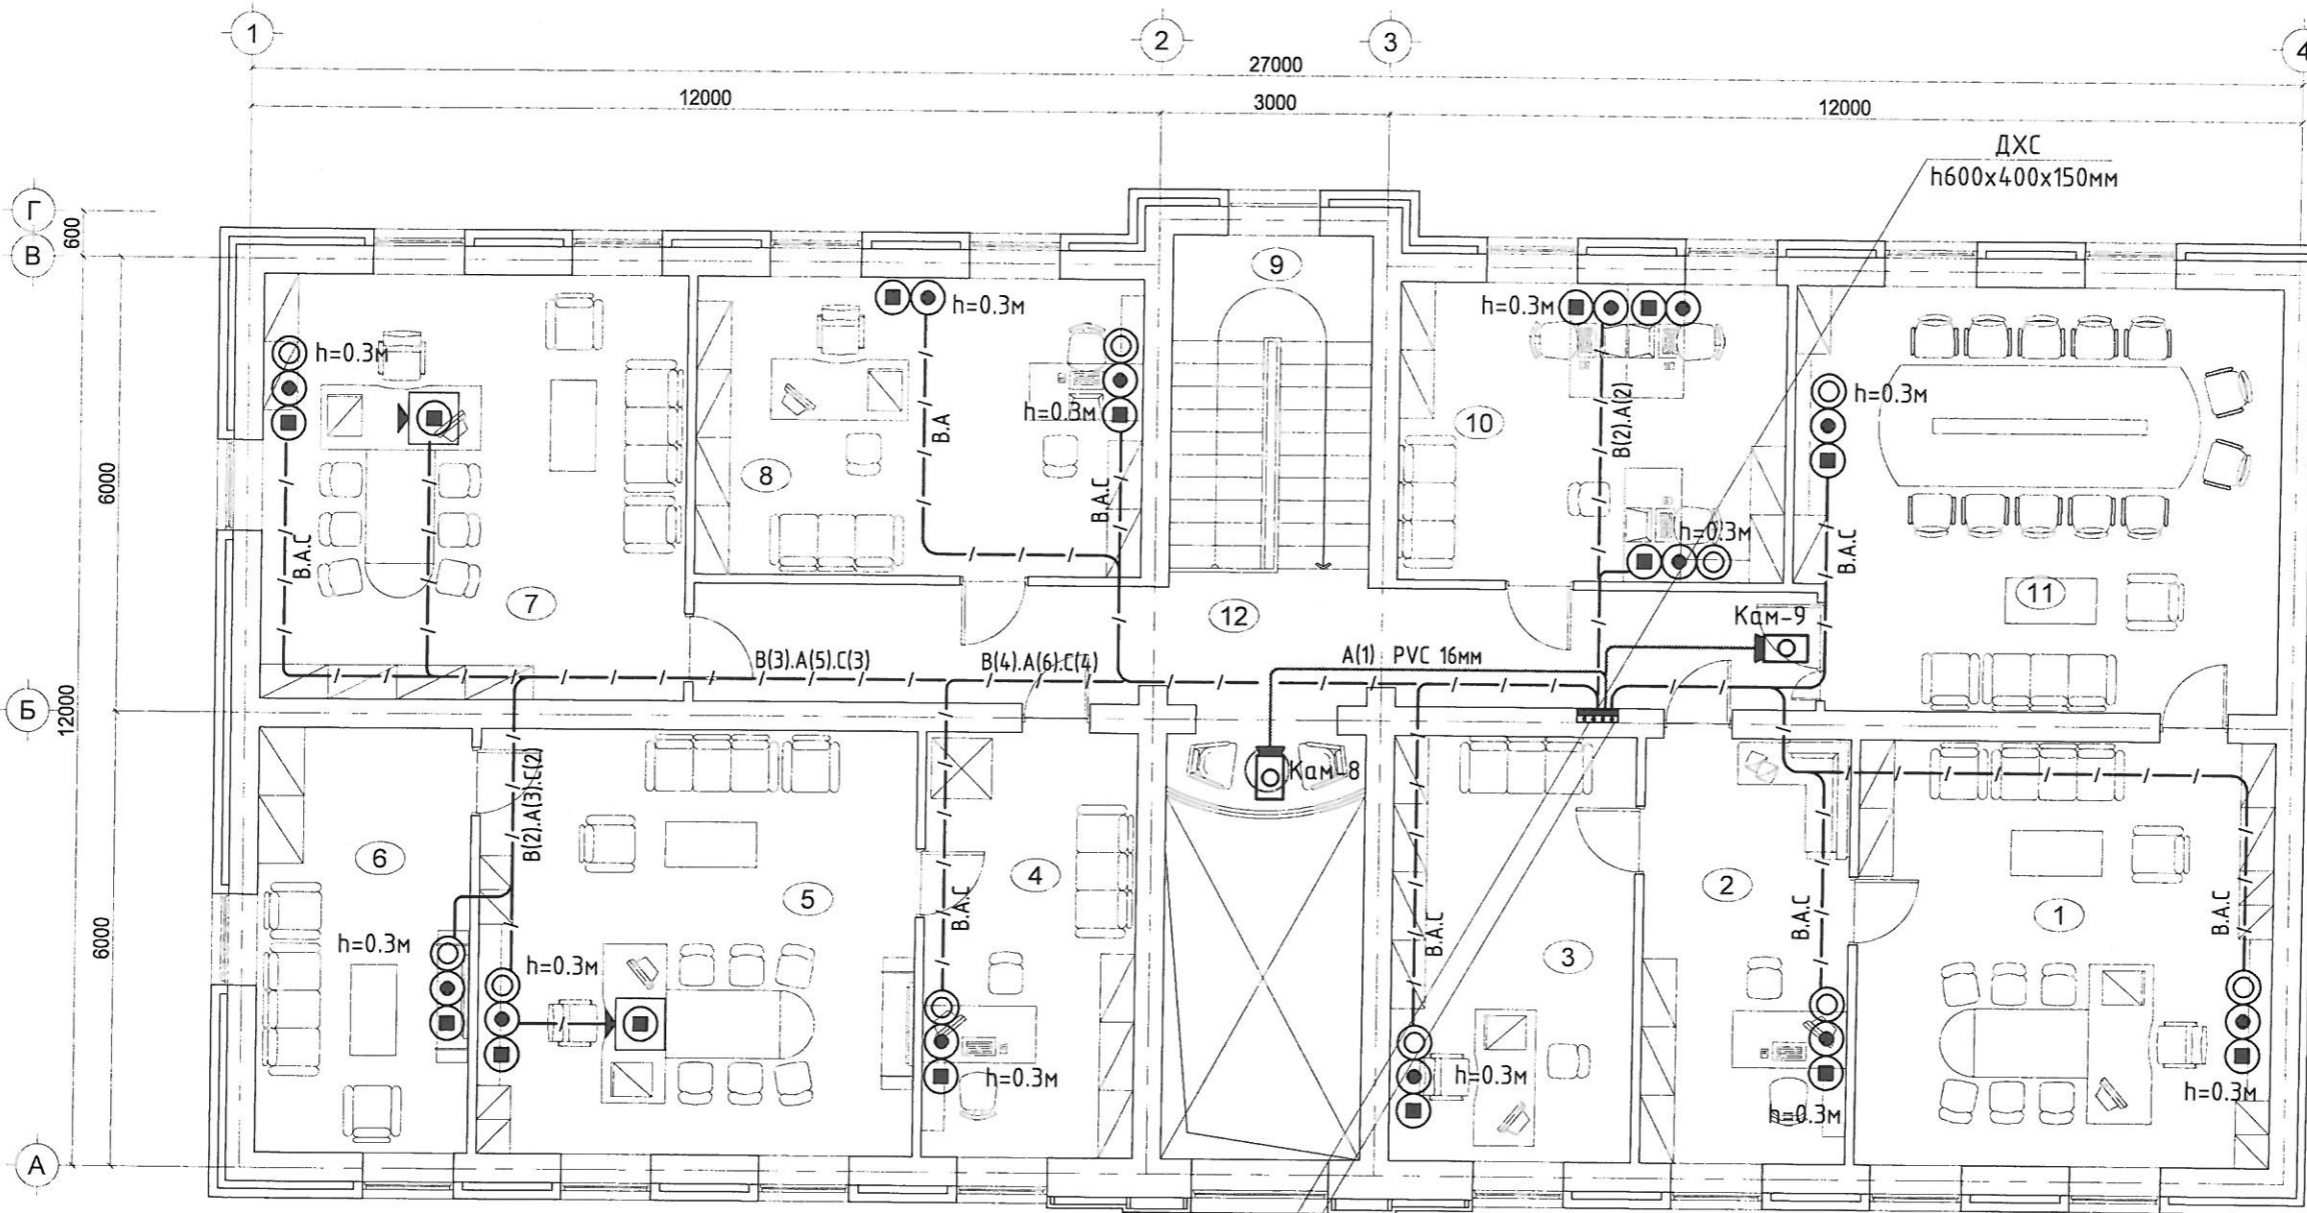 1
2
3
4
27000
12000
3000
12000
ДХС
h600x400x150мм
Г
600
В
9
h=0.3м
h=0.3м
h=0.3м
h=0.3м
h=0.3м
6000
В.А
В(2).А(2)
10
8
В.А.С
h=0.3м
В.А.С
В.А.С
7
11
12
Кам-9
В(3).А(5).С(3)
В(4).А(6).С(4)
А(1) PVC 16мм
Б
12000
Кам-8
В(2).А(3).С(2)
6
4
2
5
1
В.А.С
В.А.С
В.А.С
В.А.С
6000
h=0.3м
3
h=0.3м
h=0.3м
h=0.3м
h=0.3м
h=0.3м
А